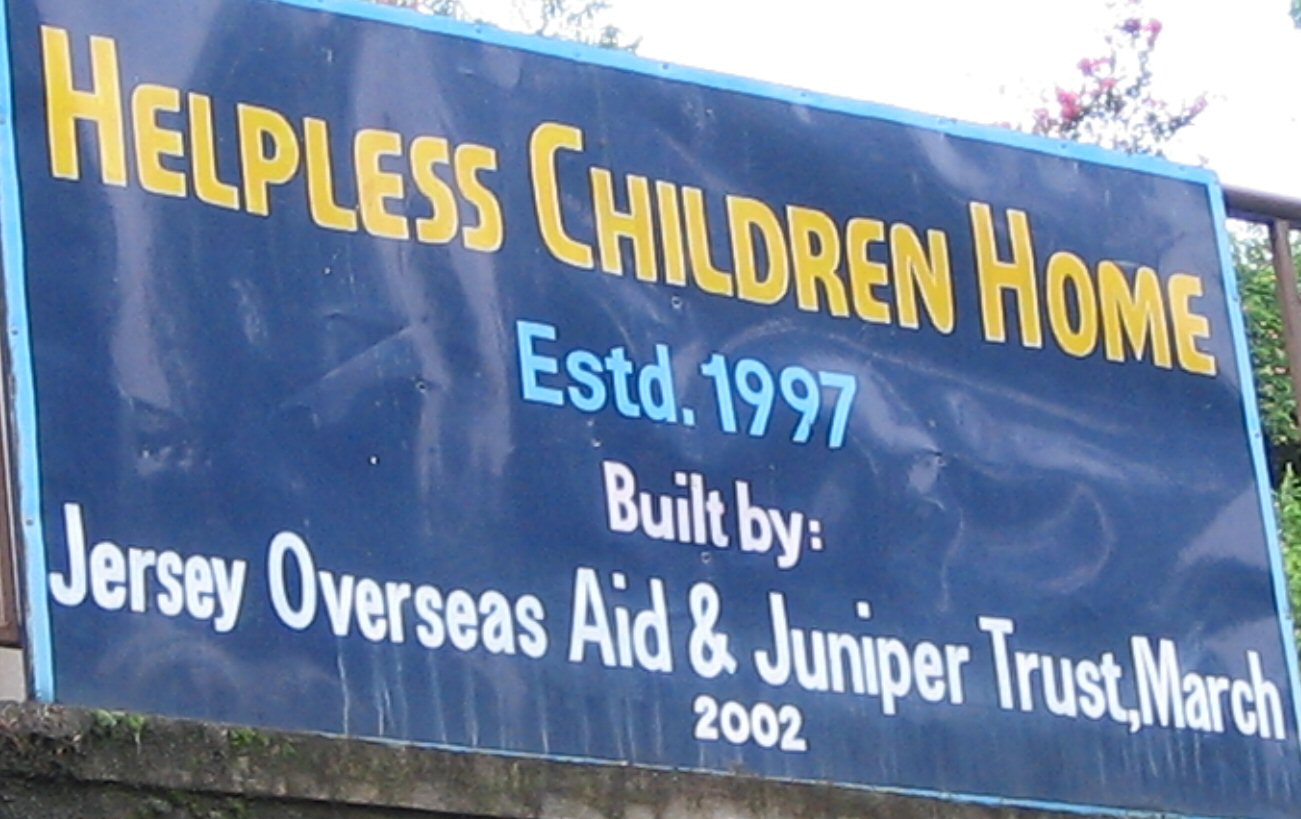 HELPLESS CHILDREN HOME
Estd. 1997
Built by:
Jersey Overseas Aid & Juniper Trust, March
2002